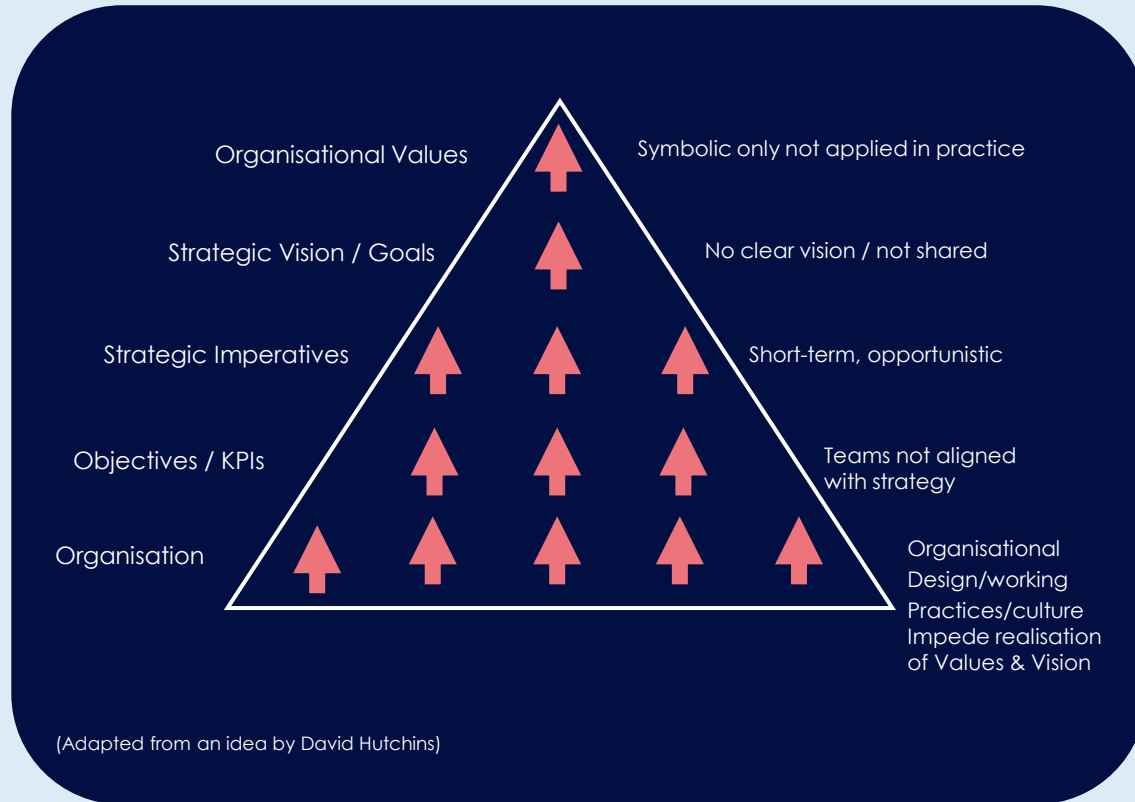 Organisational Values
Symbolic only not applied in practice
Strategic Vision / Goals
No clear vision / not shared
Strategic Imperatives
Short-term, opportunistic
Objectives / KPIs
Teams not aligned
with strategy
Organisation
Organisational
Design/working
Practices/culture
Impede realisation
of Values & Vision
(Adapted from an idea by David Hutchins)